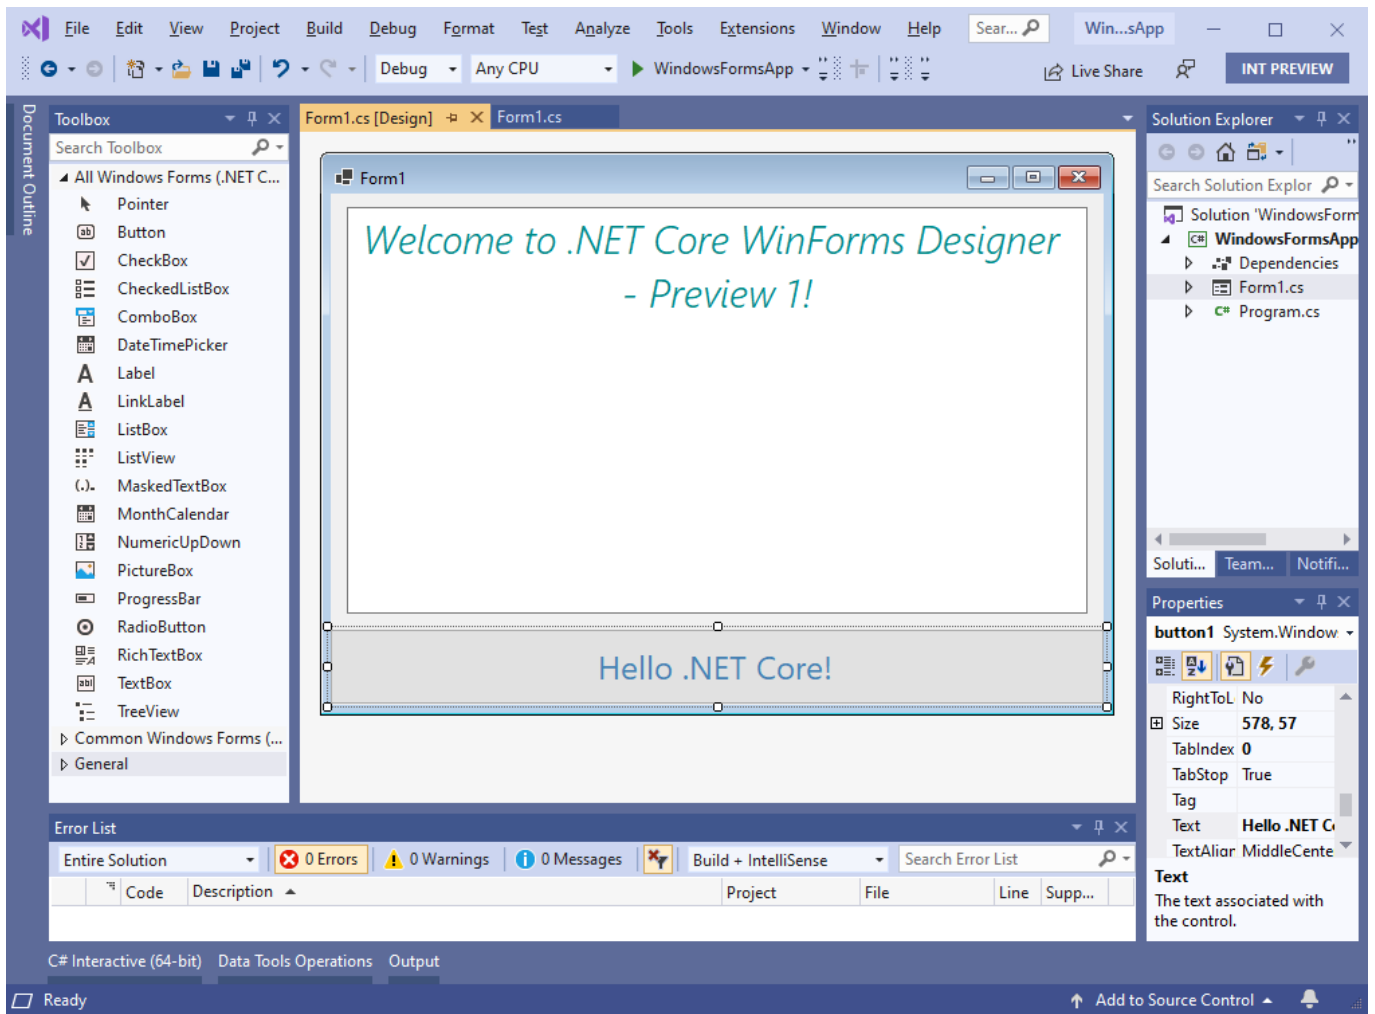 File Edit View Project Build Debug Format Test Analyze Tools Extensions Window Help Sear... Win...sApp
Debug Any CPU WindowsFormsApp Live Share INT PREVIEW
Document Outline
Toolbox
Search Toolbox
All Windows Forms (.NET C...
Pointer
Button
CheckBox
CheckedListBox
ComboBox
DateTimePicker
Label
LinkLabel
ListBox
ListView
MaskedTextBox
MonthCalendar
NumericUpDown
PictureBox
ProgressBar
RadioButton
RichTextBox
TextBox
TreeView
Common Windows Forms (...
General
Form1.cs [Design] Form1.cs
Form1
Welcome to .NET Core WinForms Designer
- Preview 1!
Hello .NET Core!
Solution Explorer
Search Solution Explor
Solution 'WindowsForm
WindowsFormsApp
Dependencies
Form1.cs
C# Program.cs
Soluti... Team... Notifi...
Properties
button1 System.Window
RightToL No
Size 578, 57
TabIndex 0
TabStop True
Tag
Text Hello .NET C
TextAlign MiddleCente
Text
The text associated with
the control.
Error List
Entire Solution 0 Errors 0 Warnings 0 Messages Build + IntelliSense Search Error List
Code Description Project File Line Supp...
C# Interactive (64-bit) Data Tools Operations Output
Ready Add to Source Control